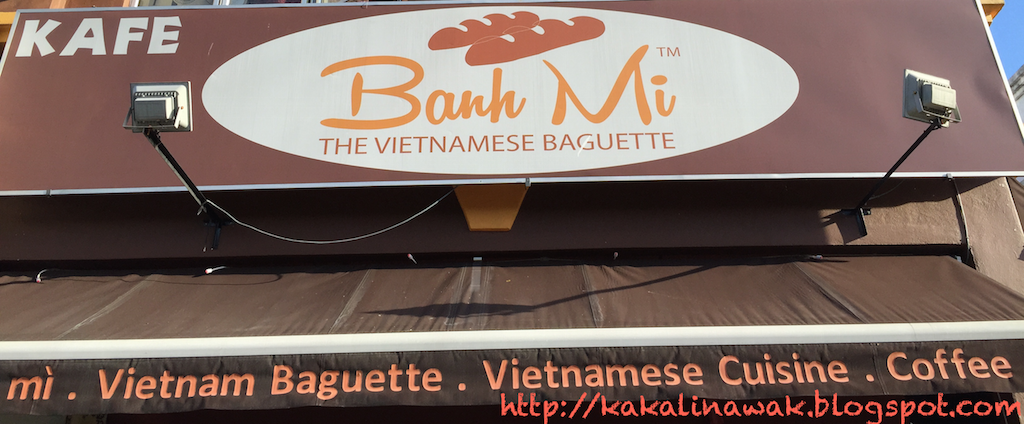 KAFE
Banh Mi ™
THE VIETNAMESE BAGUETTE
mì . Vietnam Baguette . Vietnamese Cuisine . Coffee
http://kakalinawak.blogspot.com